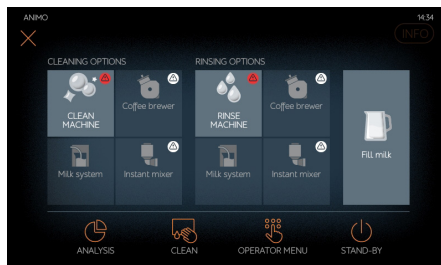 ANIMO
14:34
INFO
CLEANING OPTIONS
RINSING OPTIONS
CLEAN
MACHINE
Coffee brewer
RINSE
MACHINE
Coffee brewer
Fill milk
Milk system
Instant mixer
Milk system
Instant mixer
ANALYSIS
CLEAN
OPERATOR MENU
STAND-BY